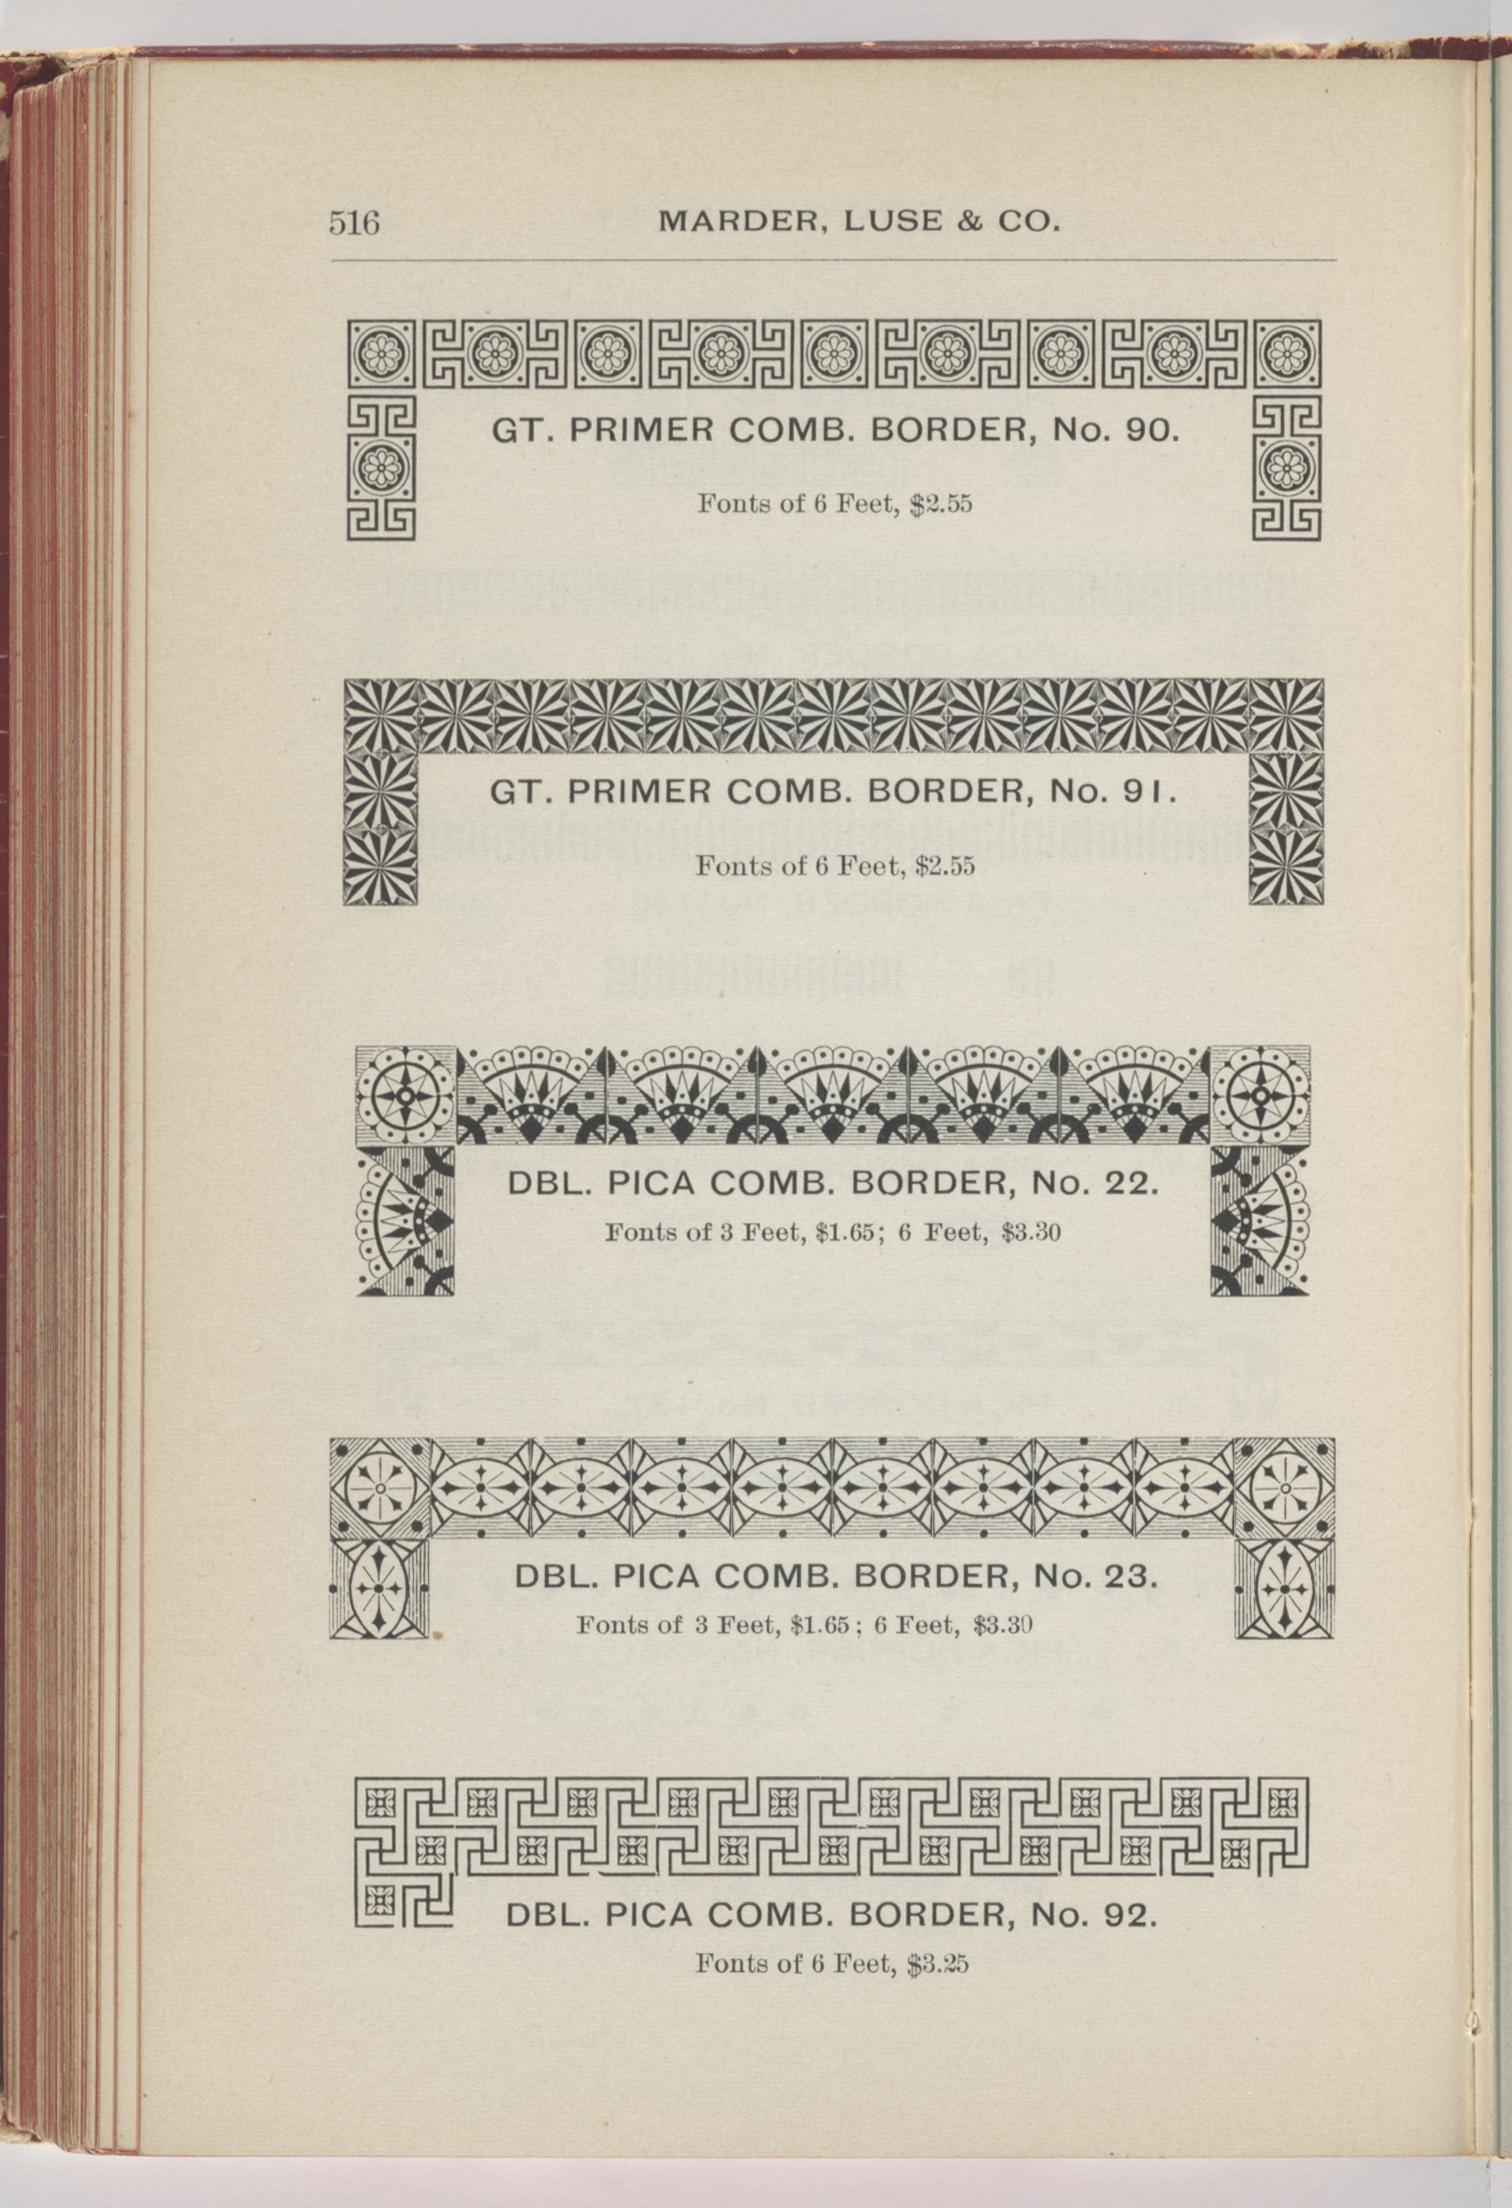 516 MARDER, LUSE & CO.
GT. PRIMER COMB. BORDER, No. 90.
Fonts of 6 Feet, $2.55
GT. PRIMER COMB. BORDER, No. 91.
Fonts of 6 Feet, $2.55
DBL. PICA COMB. BORDER, No. 22.
Fonts of 3 Feet, $1.65; 6 Feet, $3.30
DBL. PICA COMB. BORDER, No. 23.
Fonts of 3 Feet, $1.65; 6 Feet, $3.30
DBL. PICA COMB. BORDER, No. 92.
Fonts of 6 Feet, $3.25